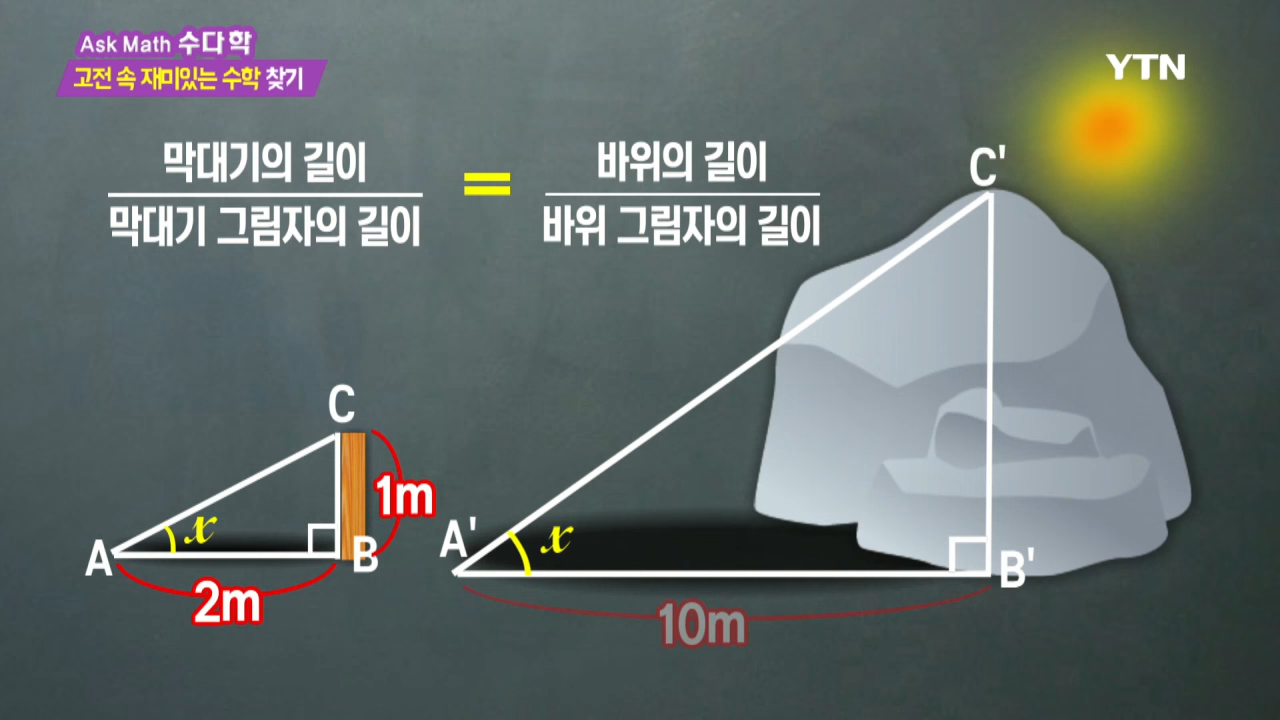 Ask Math 수다학
고전 속 재미있는 수학 찾기
YTN
막대기의 길이
막대기 그림자의 길이
=
바위의 길이
바위 그림자의 길이
C'
C
1m
A
x
B
2m
A'
x
B'
10m